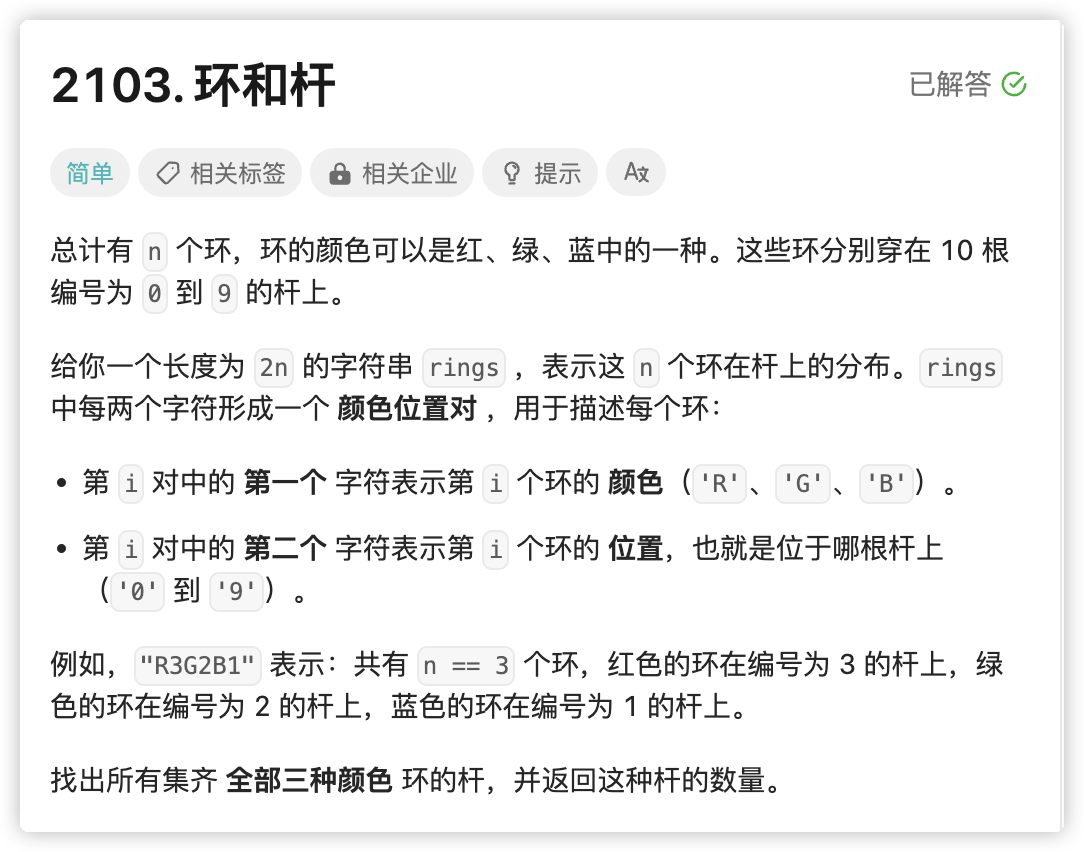 2103. 环和杆
已解答
简单
相关标签
相关企业
提示
A文
总计有 n 个环，环的颜色可以是红、绿、蓝中的一种。这些环分别穿在 10 根
编号为 0 到 9 的杆上。
给你一个长度为 2n 的字符串 rings ，表示这 n 个环在杆上的分布。rings
中每两个字符形成一个 颜色位置对 ，用于描述每个环：
• 第 i 对中的 第一个 字符表示第 i 个环的 颜色（'R'、'G'、'B'）。
• 第 i 对中的 第二个 字符表示第 i 个环的 位置，也就是位于哪根杆上
（'0' 到 '9'）。
例如，"R3G2B1" 表示：共有 n == 3 个环，红色的环在编号为 3 的杆上，绿
色的环在编号为 2 的杆上，蓝色的环在编号为 1 的杆上。
找出所有集齐 全部三种颜色 环的杆，并返回这种杆的数量。